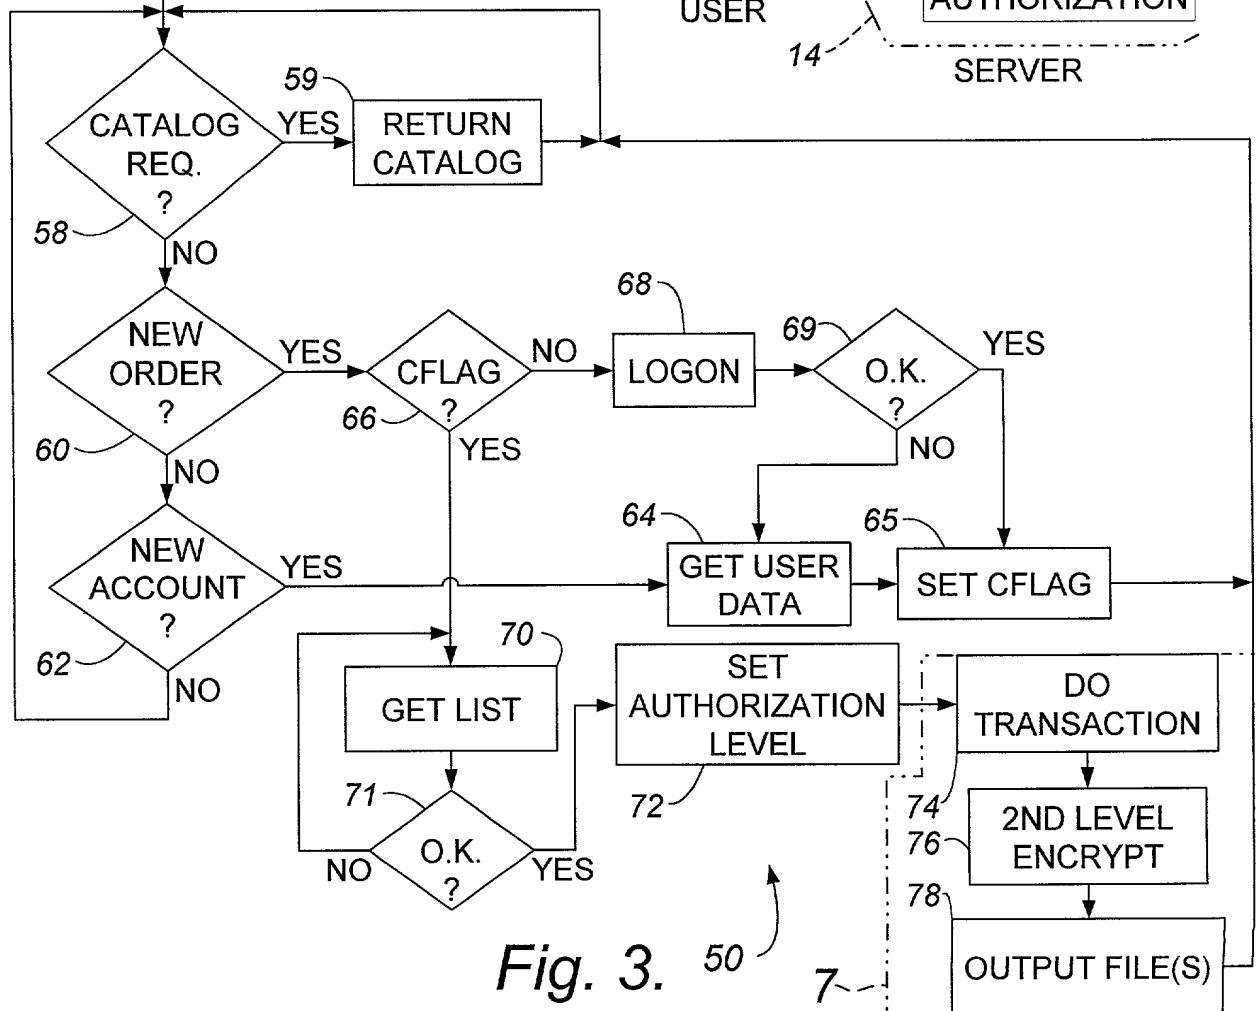 USER
AUTHORIZATION
14
SERVER
59
CATALOG
REQ.
?
YES
RETURN
CATALOG
58
NO
68
69
NEW
ORDER
?
YES
CFLAG
?
NO
LOGON
O.K.
?
YES
66
60
NO
YES
NO
64
65
NEW
ACCOUNT
?
YES
GET USER
DATA
SET CFLAG
62
NO
70
GET LIST
SET
AUTHORIZATION
LEVEL
DO
TRANSACTION
71
72
74
O.K.
?
NO
YES
76
2ND LEVEL
ENCRYPT
78
OUTPUT FILE(S)
Fig. 3.
50
7